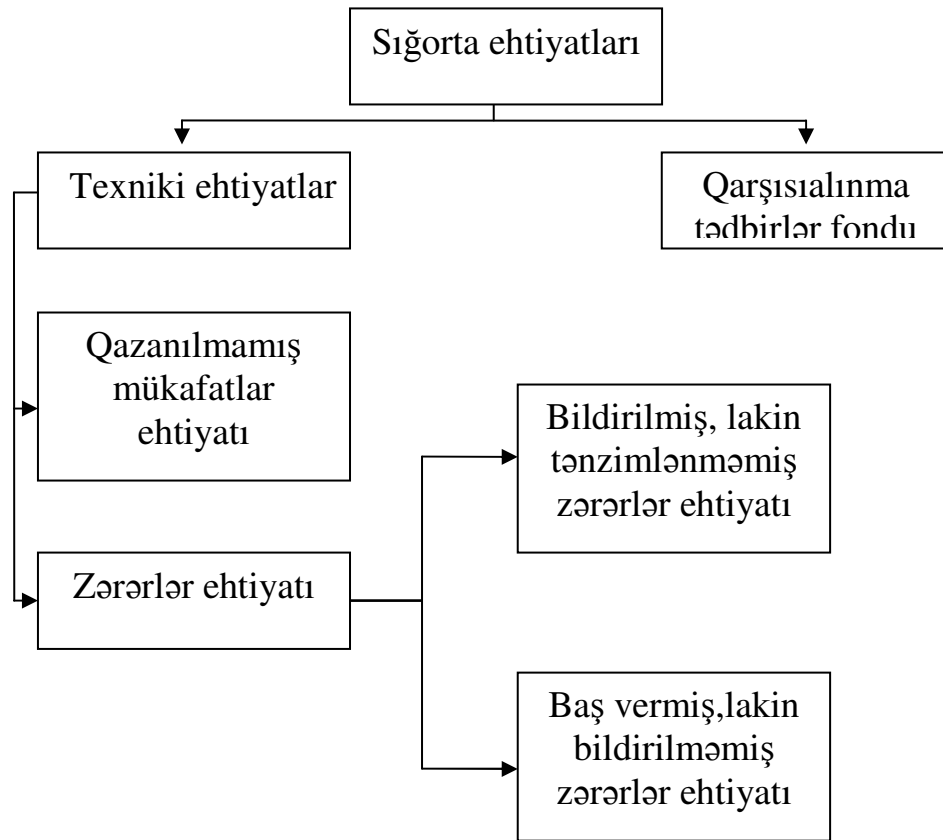 Sığorta ehtiyatları
Texniki ehtiyatlar
Qarşısıalınma
tədbirlər fondu
Qazanılmamış
mükafatlar
ehtiyatı
Bildirilmiş, lakin
tənzimlənməmiş
zərərlər ehtiyatı
Zərərlər ehtiyatı
Baş vermiş,lakin
bildirilməmiş
zərərlər ehtiyatı